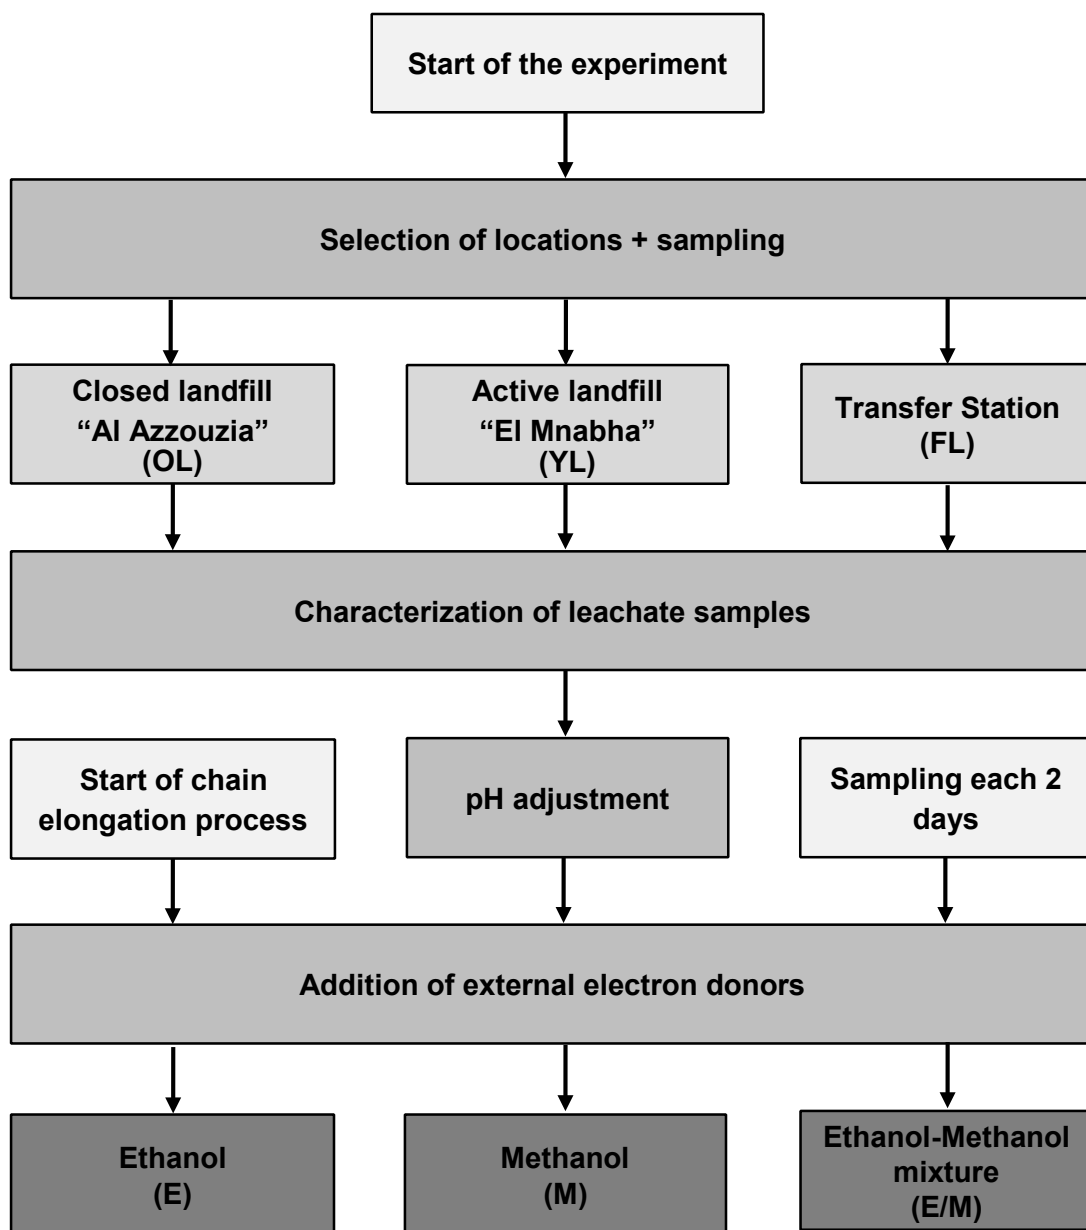 Start of the experiment
Selection of locations + sampling
Closed landfill
“Al Azzouzia”
(OL)
Active landfill
“El Mnabha”
(YL)
Transfer Station
(FL)
Characterization of leachate samples
Start of chain
elongation process
pH adjustment
Sampling each 2
days
Addition of external electron donors
Ethanol
(E)
Methanol
(M)
Ethanol-Methanol
mixture
(E/M)